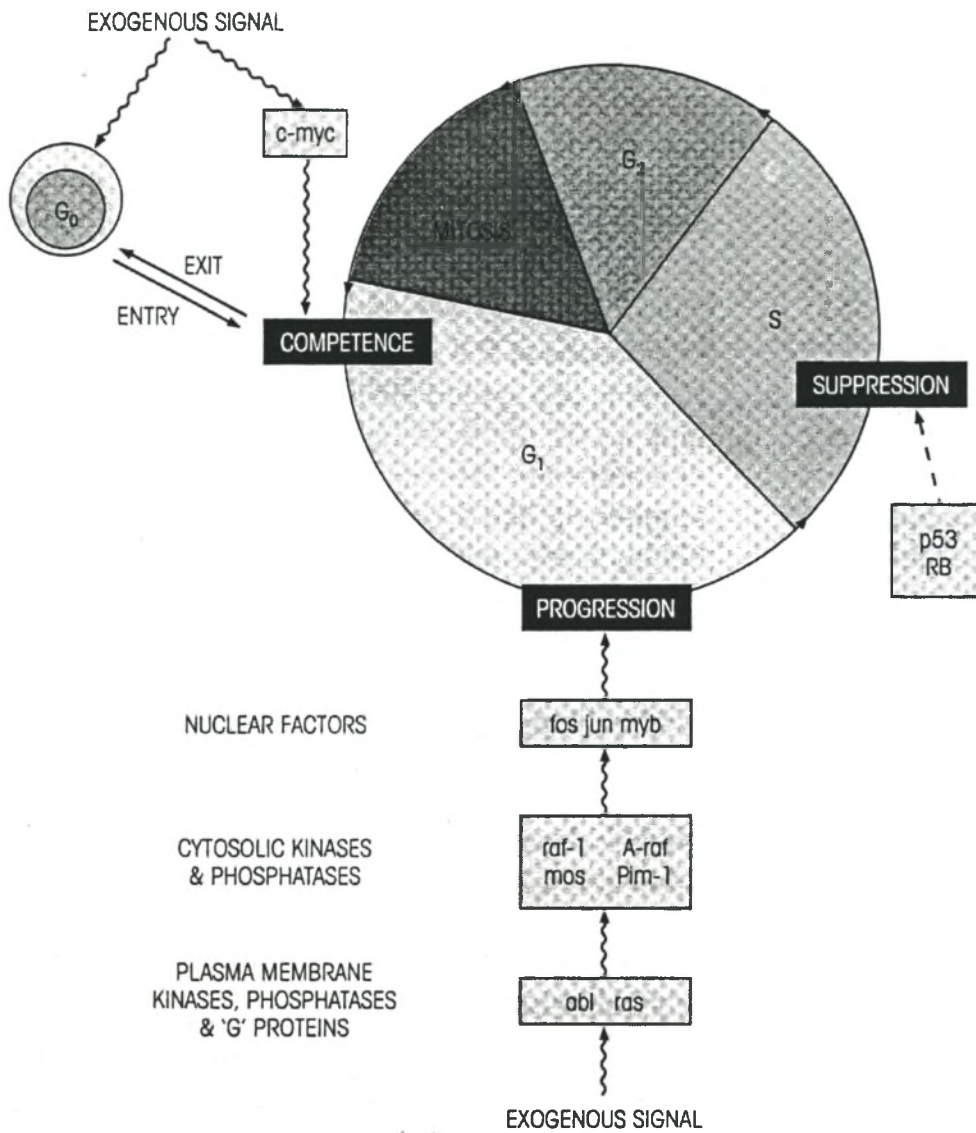 EXOGENOUS SIGNAL
c-myc
G₀
EXIT
ENTRY
COMPETENCE
MITOSIS
G₂
S
SUPPRESSION
G₁
p53
RB
PROGRESSION
NUCLEAR FACTORS
fos jun myb
CYTOSOLIC KINASES
& PHOSPHATASES
raf-1 A-raf
mos Pim-1
PLASMA MEMBRANE
KINASES, PHOSPHATASES
& 'G' PROTEINS
abl ras
EXOGENOUS SIGNAL